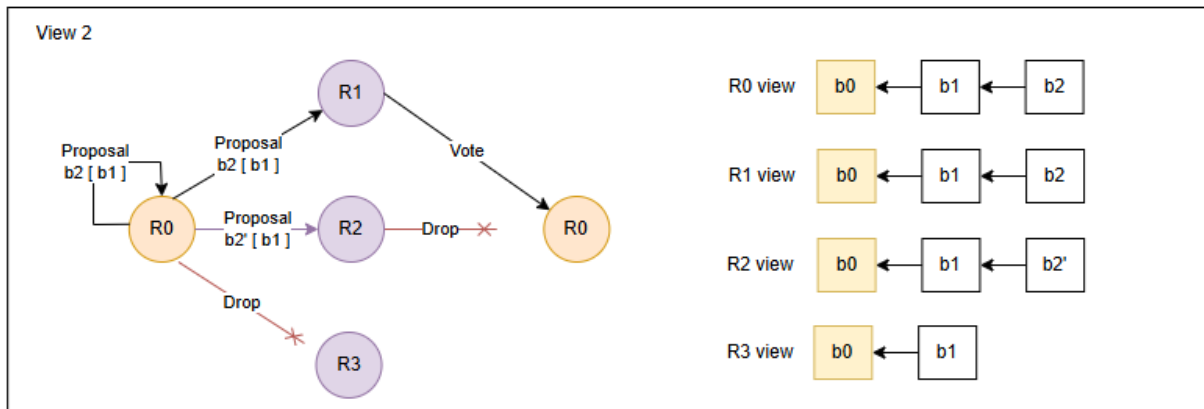 View 2
R1
Proposal
b2 [ b1 ]
Proposal
b2 [ b1 ]
Vote
R0
Proposal
b2' [ b1 ]
R2
Drop
R0
Drop
R3
R0 view b0 b1 b2
R1 view b0 b1 b2
R2 view b0 b1 b2'
R3 view b0 b1